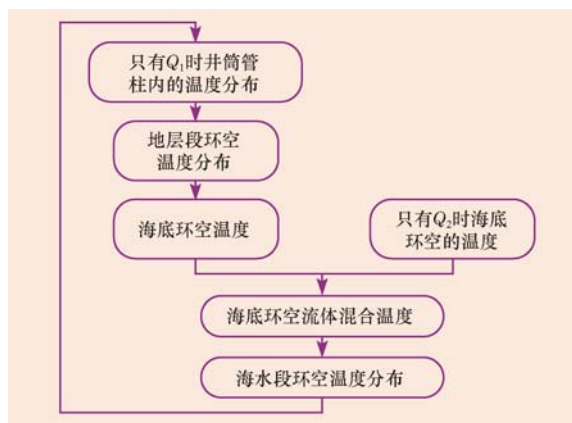 只有Q₁时井筒管
柱内的温度分布
地层段环空
温度分布
海底环空温度
只有Q₂时海底
环空的温度
海底环空流体混合温度
海水段环空温度分布